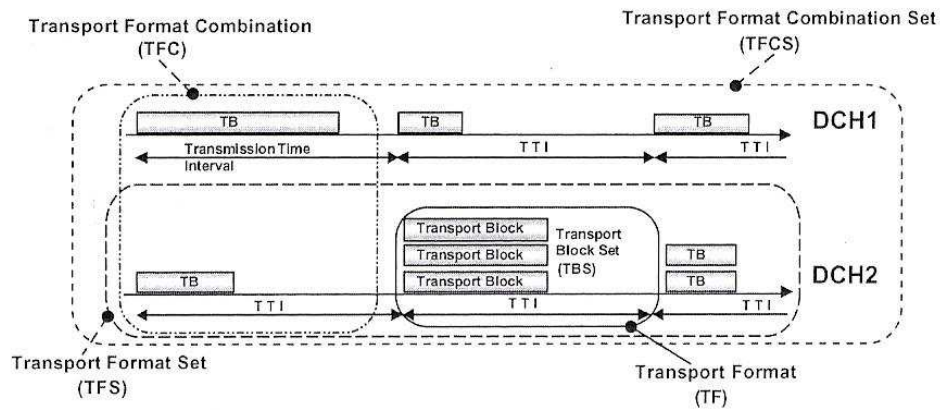 Transport Format Combination
(TFC)
Transport Format Combination Set
(TFCS)
TB
TB
TB
DCH1
Transmission Time
Interval
TTI
TTI
Transport Block
Transport Block
Transport Block
Transport
Block Set
(TBS)
TB
TB
TB
DCH2
TTI
TTI
TTI
Transport Format Set
(TFS)
Transport Format
(TF)